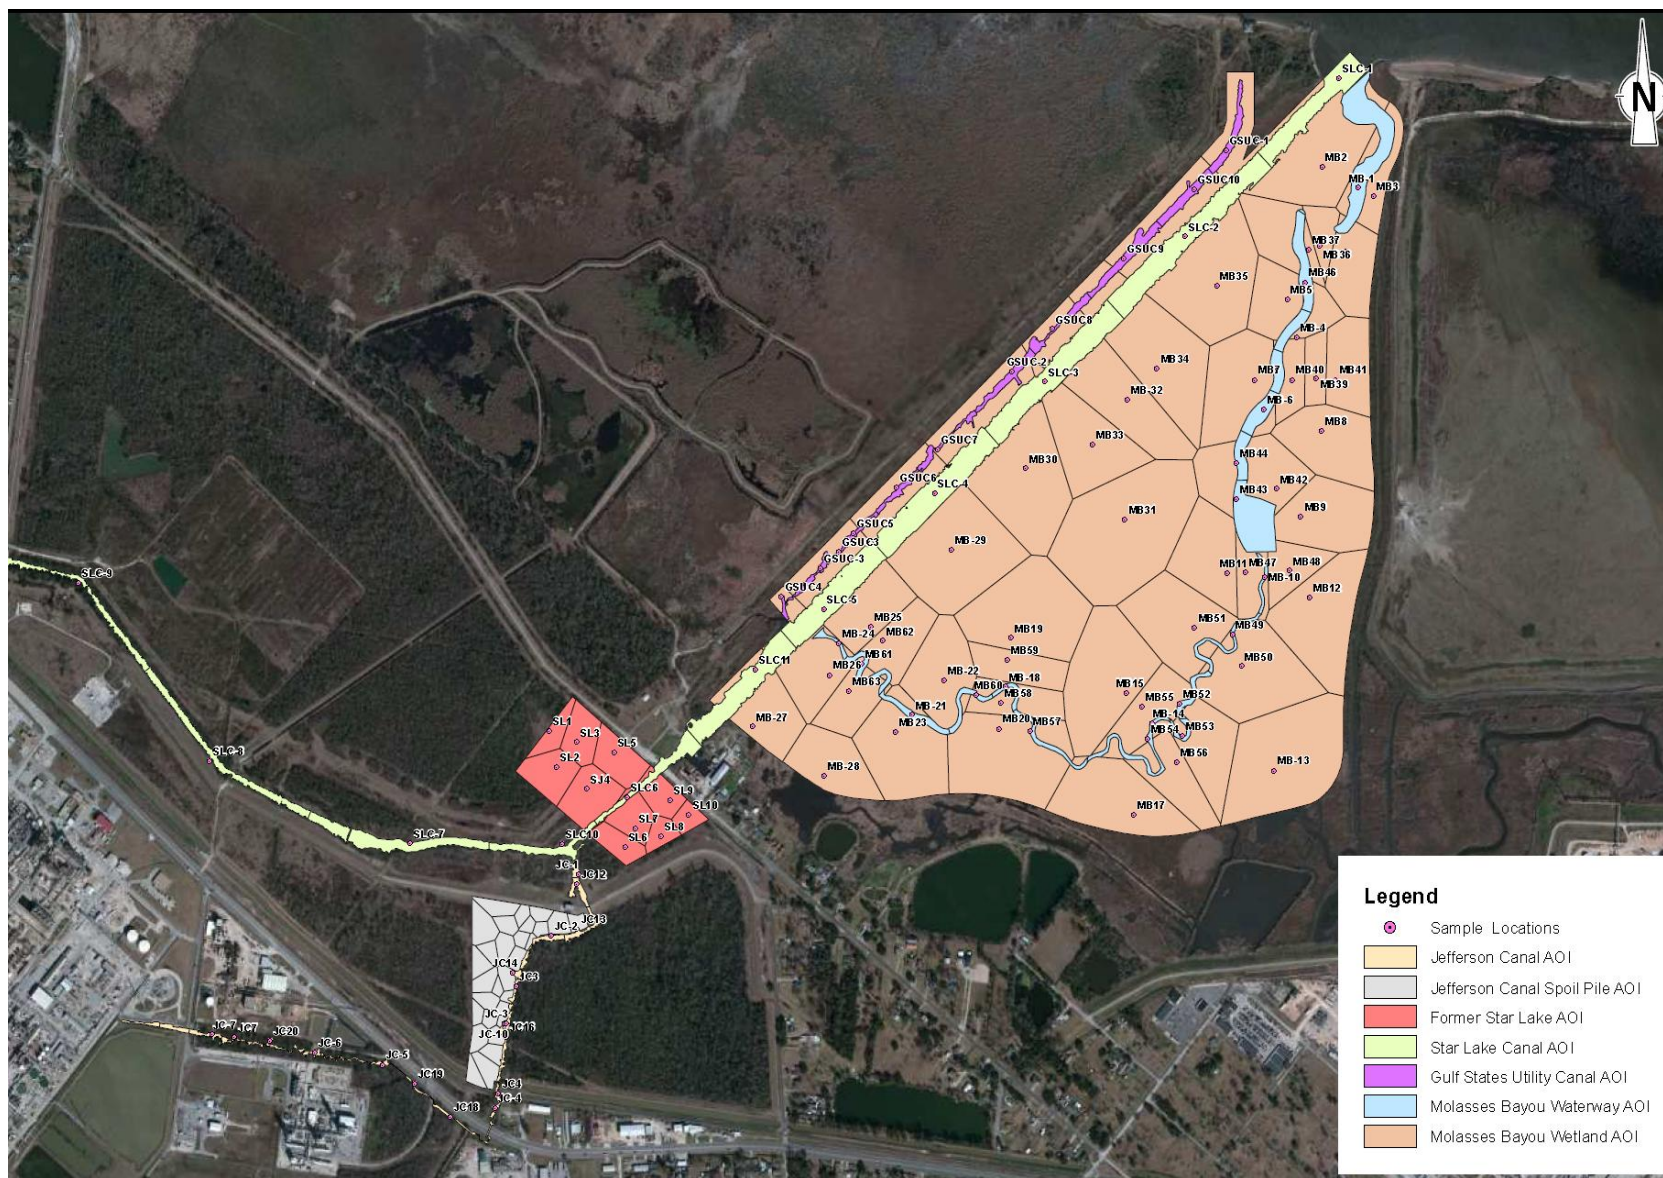 SLC-1
N
GSUC-1
MB2
GSUC10
MB-1
MB3
SLC-2
MB37
MB36
GSUC9
MB46
MB35
MB5
GSUC8
MB-4
GSUC-2
MB34
SLC-3
MB7
MB40
MB41
MB39
MB-32
MB-6
MB8
GSUC7
MB33
MB30
MB44
GSUC6
SLC-4
MB43
MB42
MB31
MB9
GSUC5
GSUC3
MB-29
GSUC-3
SLC-9
MB11
MB47
MB48
MB-10
GSUC4
MB12
SLC-5
MB25
MB51
MB-24
MB62
MB19
MB49
SLC11
MB61
MB59
MB50
MB26
MB-22
MB-18
MB63
MB60
MB58
MB15
MB52
MB55
MB-21
MB-14
SL1
MB-27
MB23
MB20
MB57
MB54
MB53
SL3
SL5
SLC-8
MB56
SL2
MB-28
MB-13
SJ4
SLC6
SL9
SL10
MB17
SL7
SL8
SLC-7
SLC10
SL6
JC-1
JC12
JC13
JC-2
JC14
JC3
JC-3
JC16
JC-10
JC-7
JC7
JC20
JC-6
JC-5
JC19
JC4
JC-4
JC18
Legend
Sample Locations
Jefferson Canal AOI
Jefferson Canal Spoil Pile AOI
Former Star Lake AOI
Star Lake Canal AOI
Gulf States Utility Canal AOI
Molasses Bayou Waterway AOI
Molasses Bayou Wetland AOI